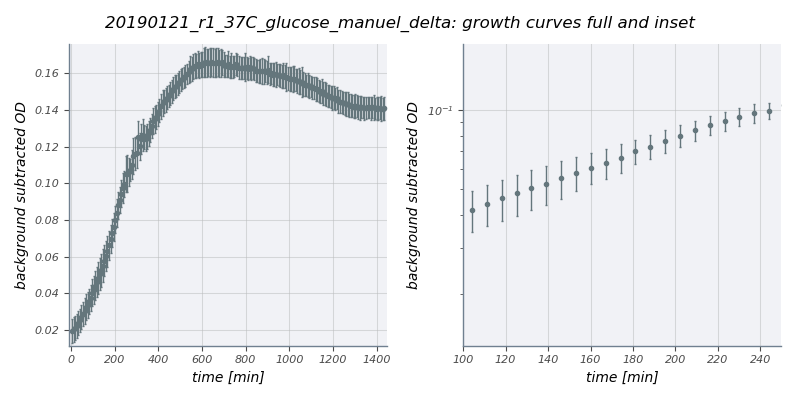 20190121_r1_37C_glucose_manuel_delta: growth curves full and inset
background subtracted OD
0.16
0.14
0.12
0.10
0.08
0.06
0.04
0.02
0 200 400 600 800 1000 1200 1400
time [min]
background subtracted OD
10⁻¹
100 120 140 160 180 200 220 240
time [min]